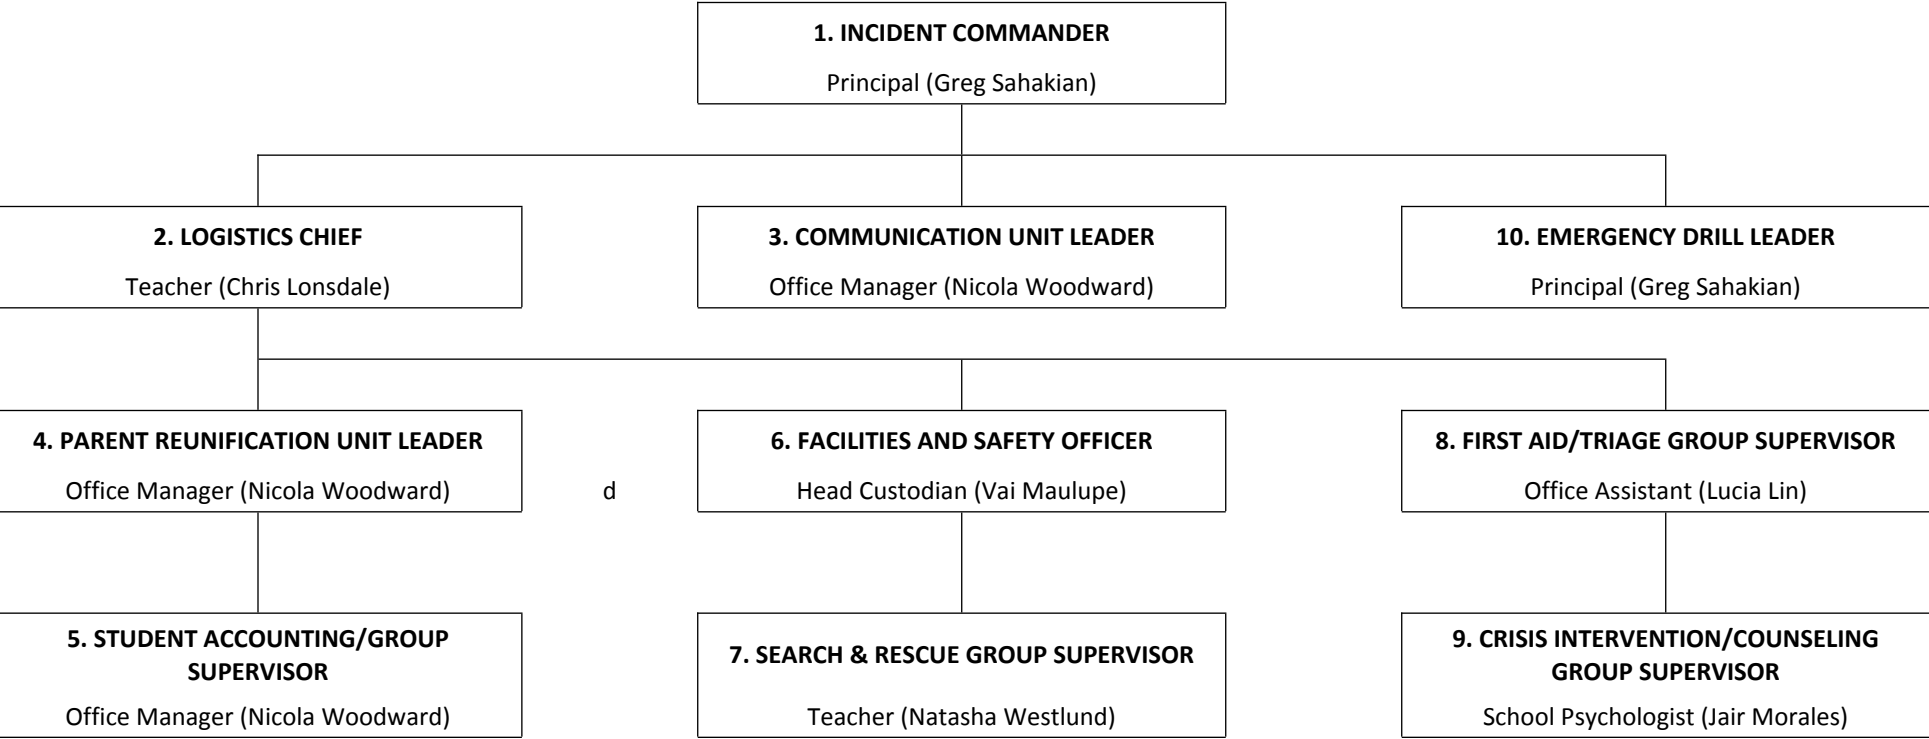 1. INCIDENT COMMANDER
Principal (Greg Sahakian)
2. LOGISTICS CHIEF
Teacher (Chris Lonsdale)
3. COMMUNICATION UNIT LEADER
Office Manager (Nicola Woodward)
10. EMERGENCY DRILL LEADER
Principal (Greg Sahakian)
4. PARENT REUNIFICATION UNIT LEADER
Office Manager (Nicola Woodward)
d
6. FACILITIES AND SAFETY OFFICER
Head Custodian (Vai Maulupe)
8. FIRST AID/TRIAGE GROUP SUPERVISOR
Office Assistant (Lucia Lin)
5. STUDENT ACCOUNTING/GROUP
SUPERVISOR
Office Manager (Nicola Woodward)
7. SEARCH & RESCUE GROUP SUPERVISOR
Teacher (Natasha Westlund)
9. CRISIS INTERVENTION/COUNSELING
GROUP SUPERVISOR
School Psychologist (Jair Morales)